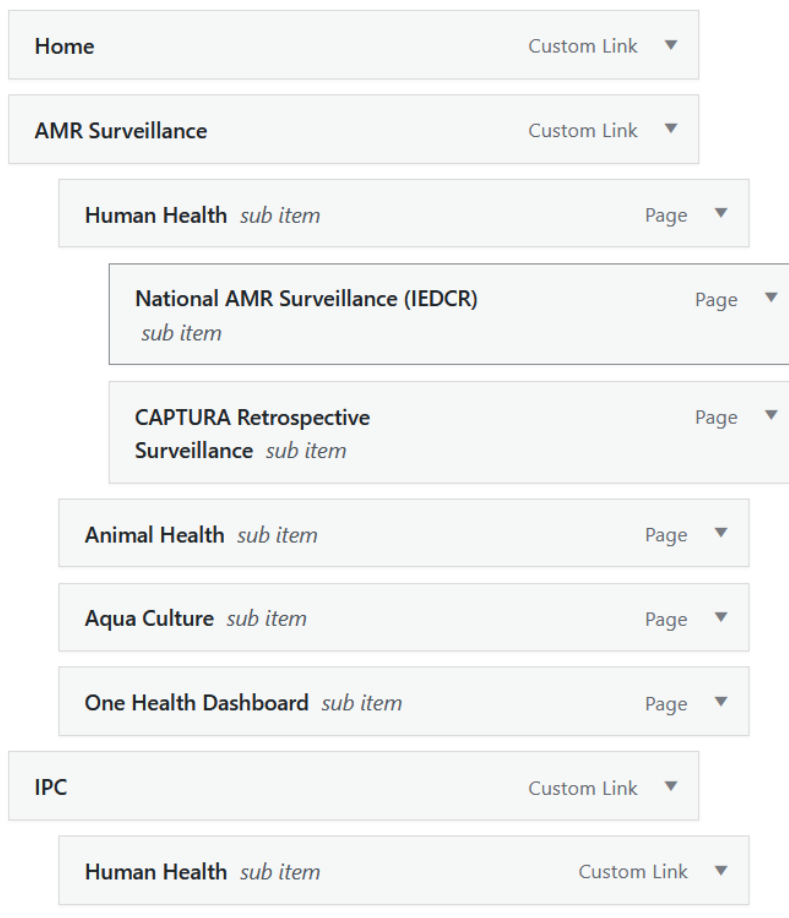 Home Custom Link
AMR Surveillance Custom Link
Human Health sub item Page
National AMR Surveillance (IEDCR) Page
sub item
CAPTURA Retrospective Page
Surveillance sub item
Animal Health sub item Page
Aqua Culture sub item Page
One Health Dashboard sub item Page
IPC Custom Link
Human Health sub item Custom Link